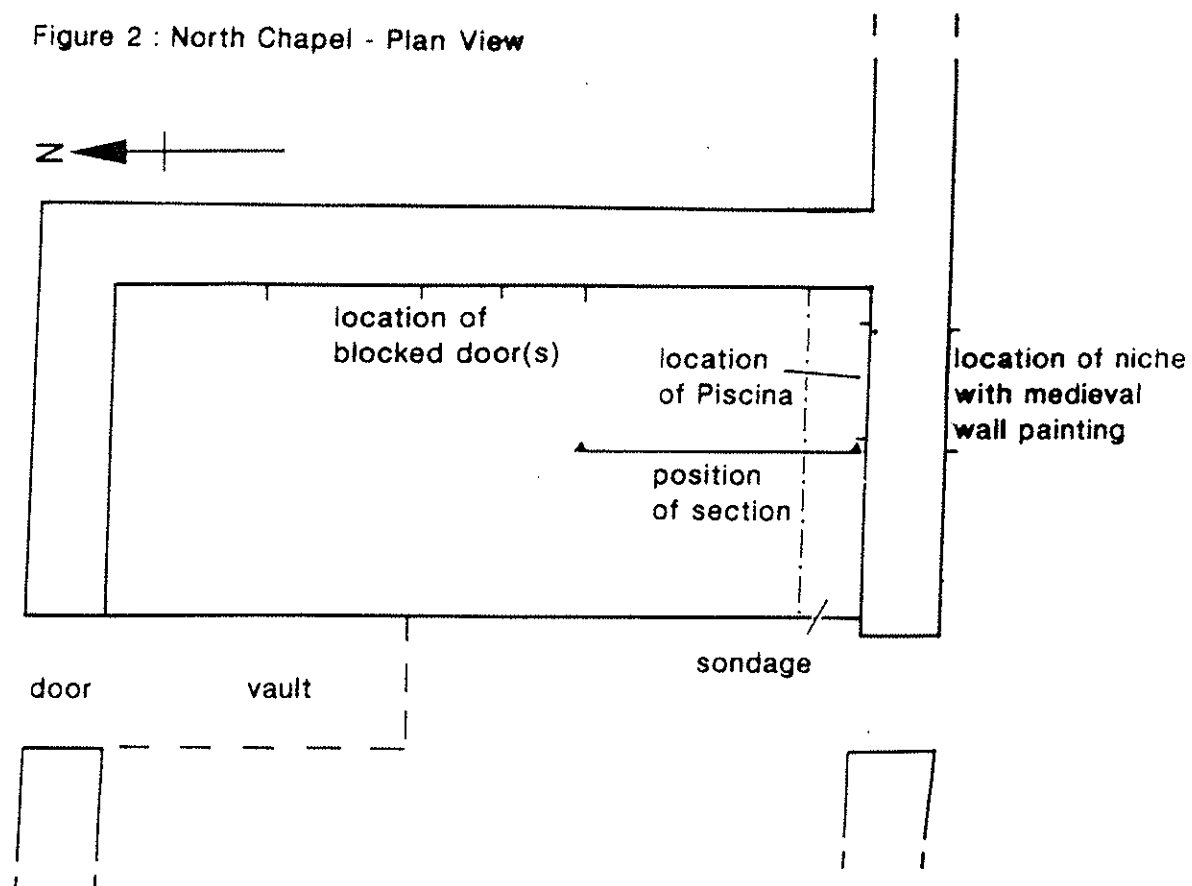 Figure 2 : North Chapel - Plan View
N
location of
blocked door(s)
location
of Piscina
location of niche
with medieval
wall painting
position
of section
sondage
door
vault